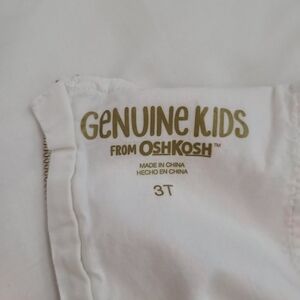 GENUINE KIDS
FROM OSHKOSH™
MADE IN CHINA
HECHO EN CHINA
3T